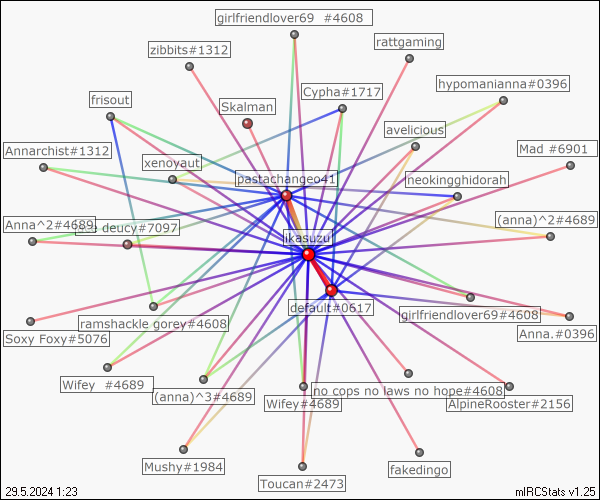 girlfriendlover69 #4608
rattgaming
zibbits#1312
hypomanianna#0396
Cypha#1717
frisout
Skalman
avelicious
Annarchist#1312
Mad #6901
xenoyaut
pastachangeo41
neokingghidorah
Anna^2#4689
decy#7097
(anna)^2#4689
ikasuzu
default#0617
girlfriendlover69#4608
ramshackle gorey#4608
Anna.#0396
Soxy Foxy#5076
Wifey #4689
(anna)^3#4689
Wifey#4689
no cops no laws no hope#4608
AlpineRooster#2156
Mushy#1984
Toucan#2473
fakedingo
29.5.2024 1:23
mIRCStats v1.25